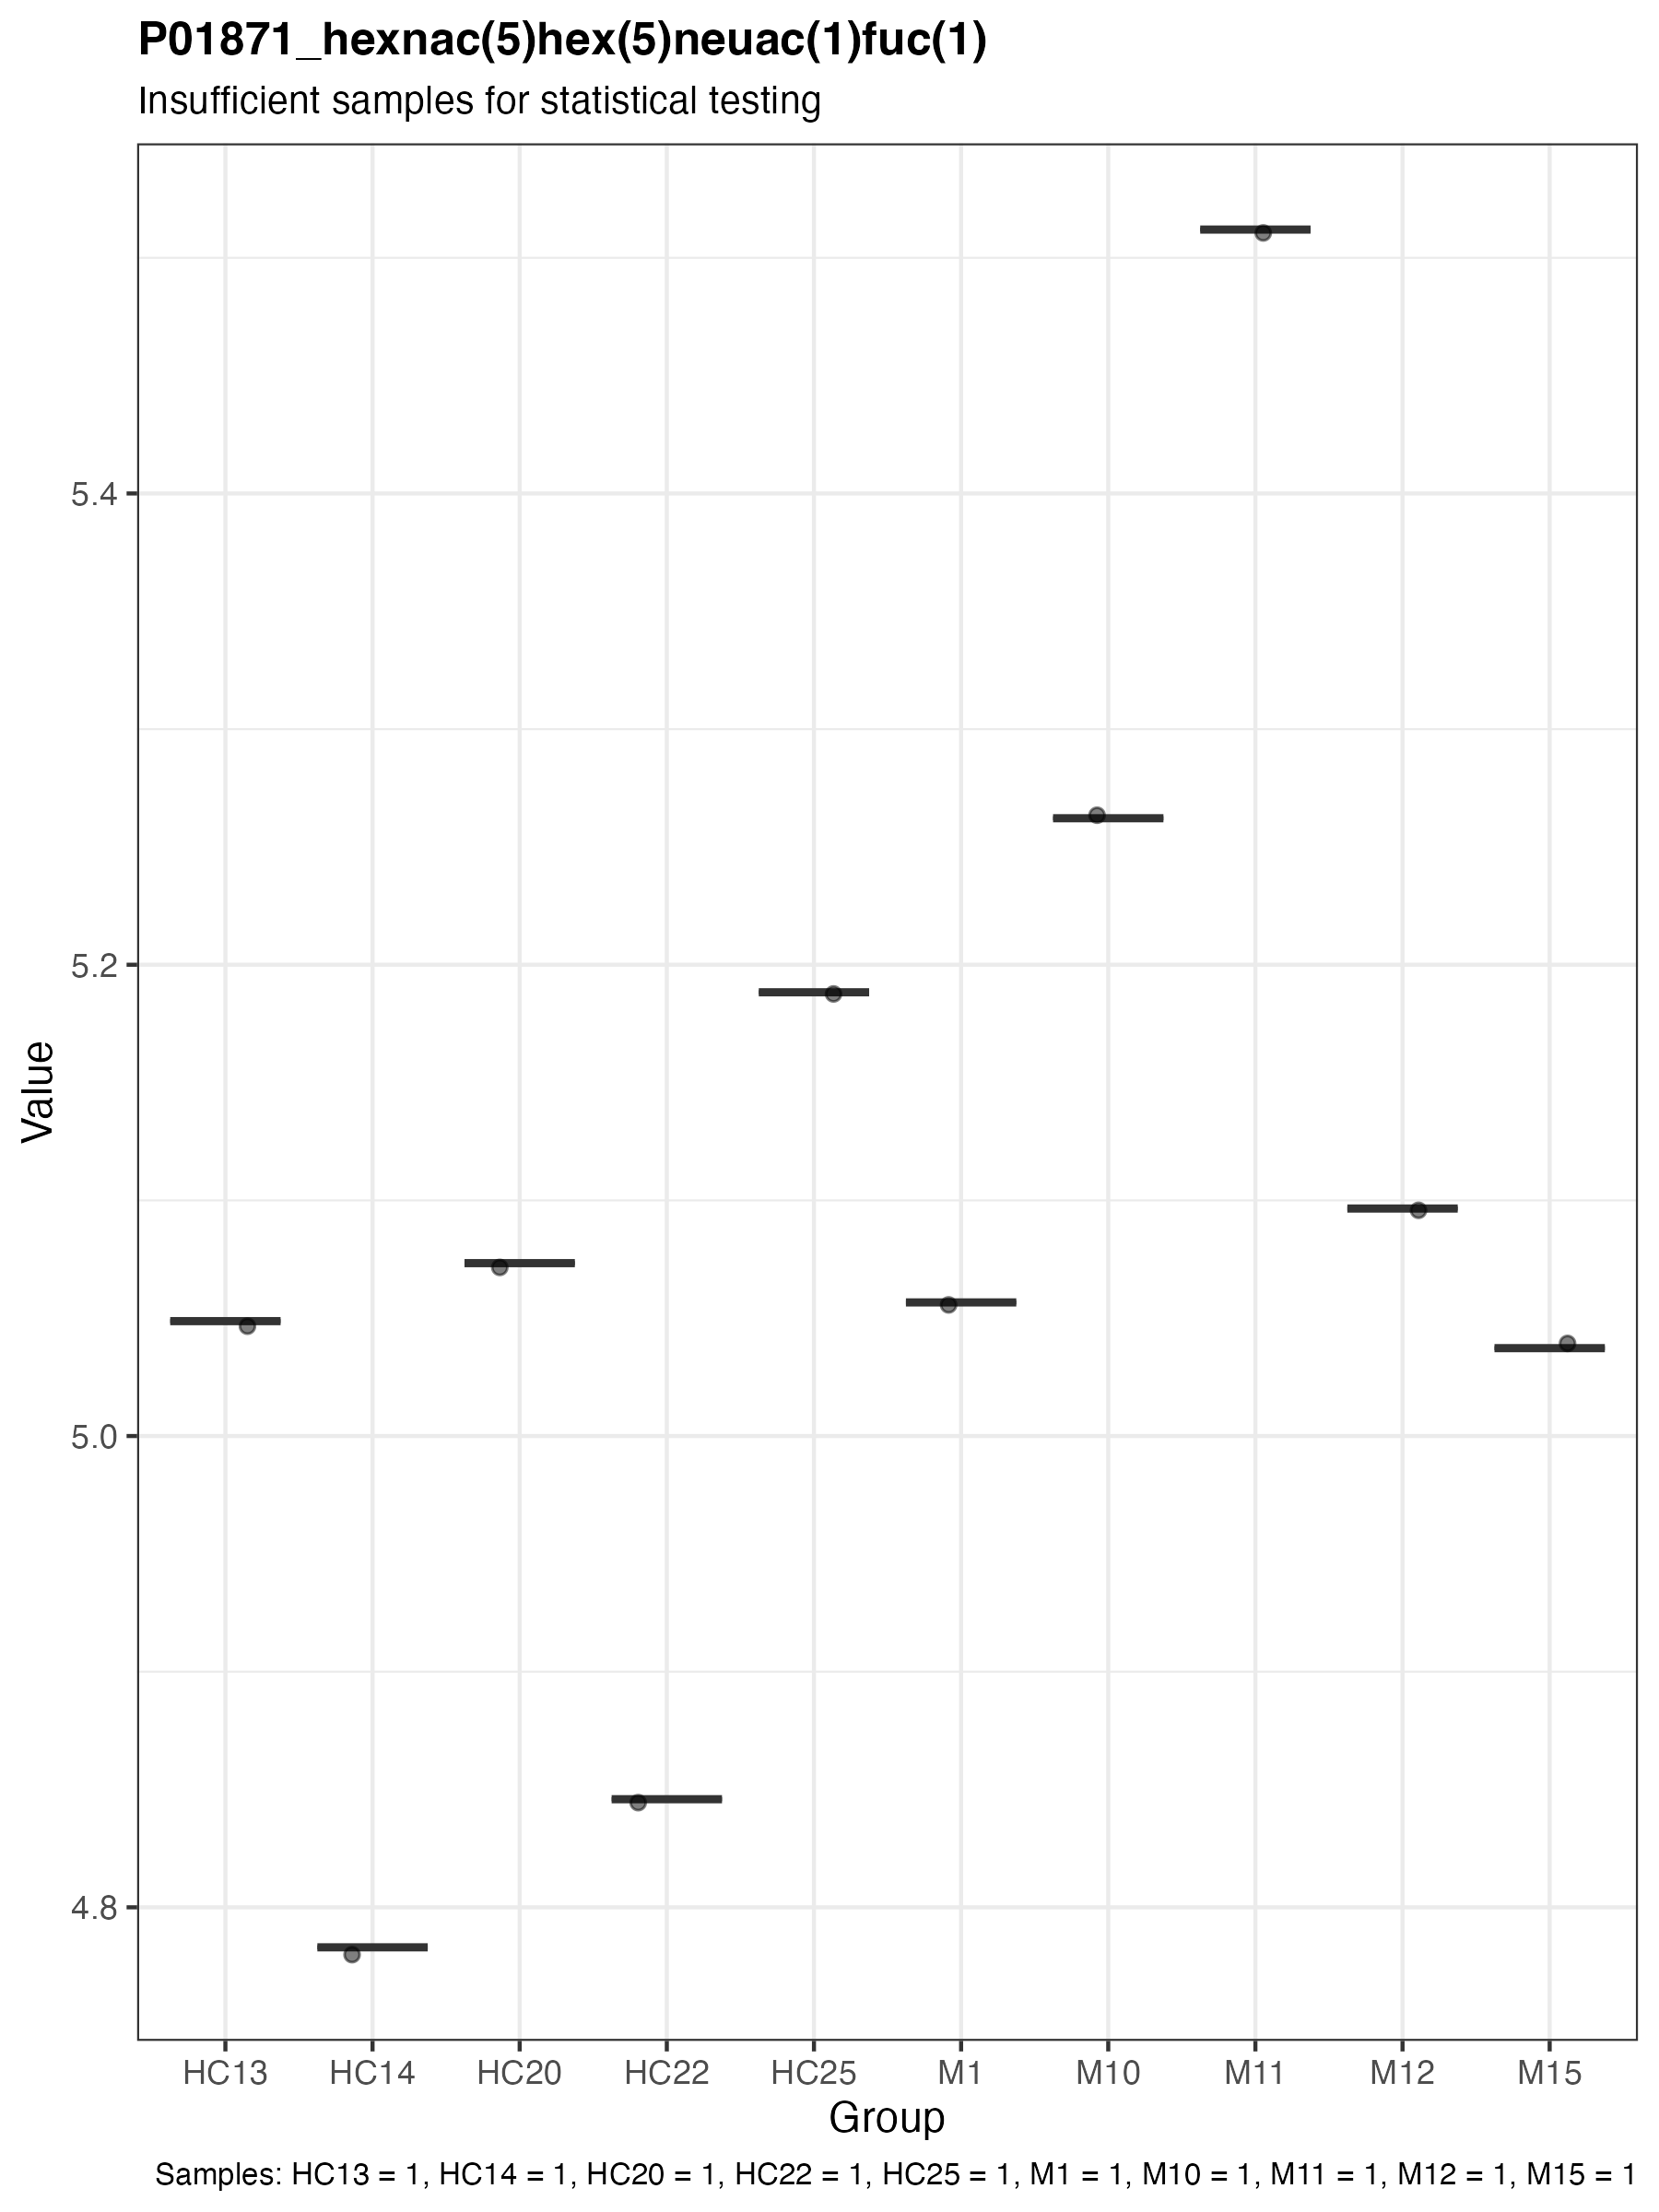 P01871_hexnac(5)hex(5)neuac(1)fuc(1)
Insufficient samples for statistical testing
Value
5.4
5.2
5.0
4.8
HC13 HC14 HC20 HC22 HC25 M1 M10 M11 M12 M15
Group
Samples: HC13 = 1, HC14 = 1, HC20 = 1, HC22 = 1, HC25 = 1, M1 = 1, M10 = 1, M11 = 1, M12 = 1, M15 = 1